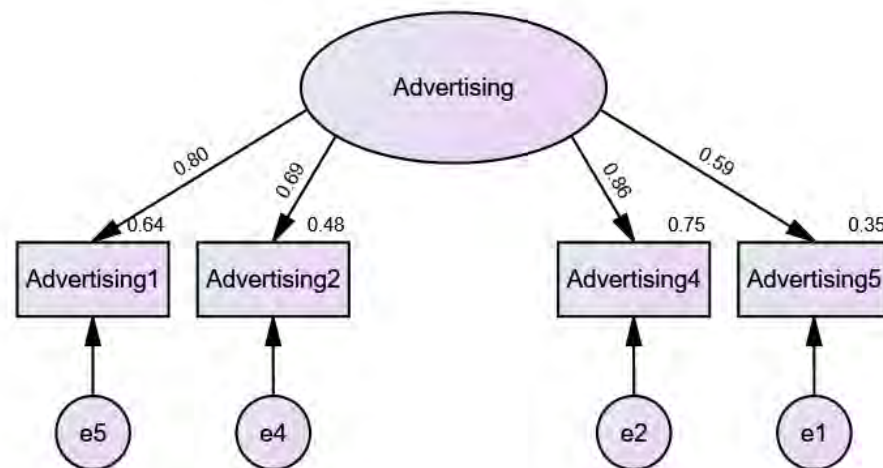 Advertising
0.80
0.69
0.86
0.59
0.64
0.48
0.75
0.35
Advertising1
Advertising2
Advertising4
Advertising5
e5
e4
e2
e1